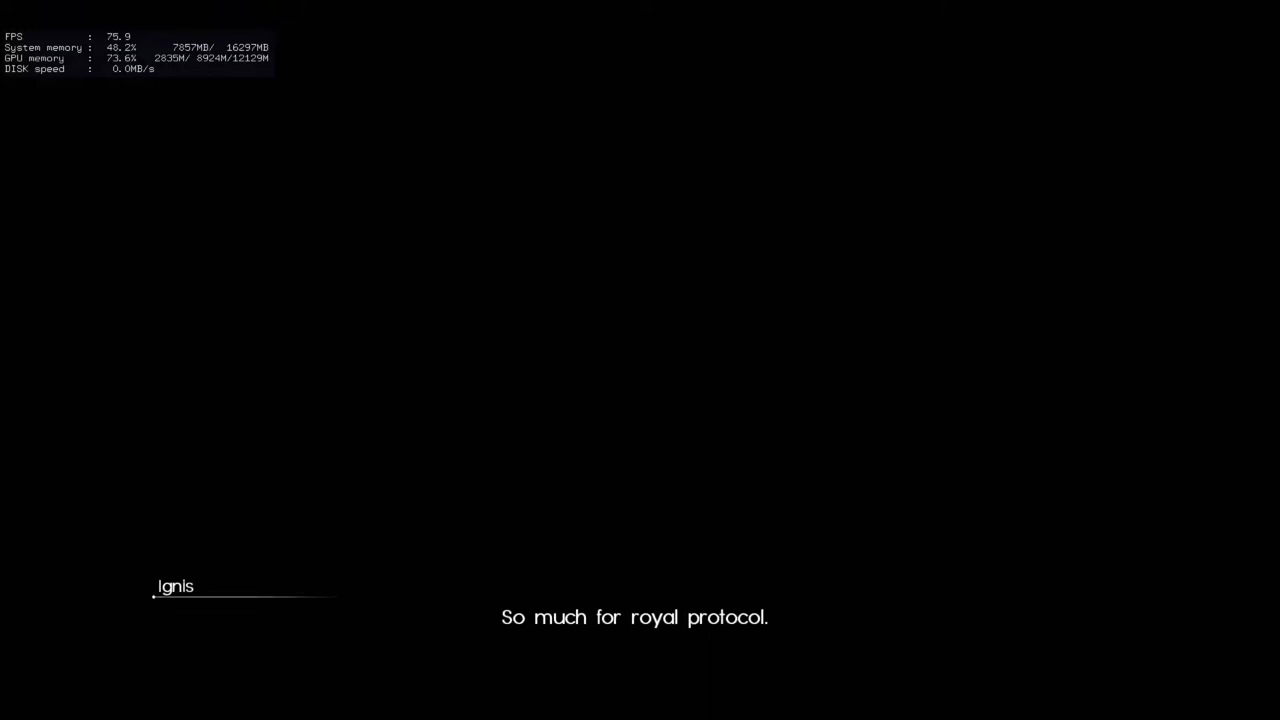 FPS : 75.9
System memory : 48.2% 7857MB/ 16297MB
GPU memory : 73.6% 2835M/ 8924M/12129M
DISK speed : 0.0MB/s
Ignis
So much for royal protocol.